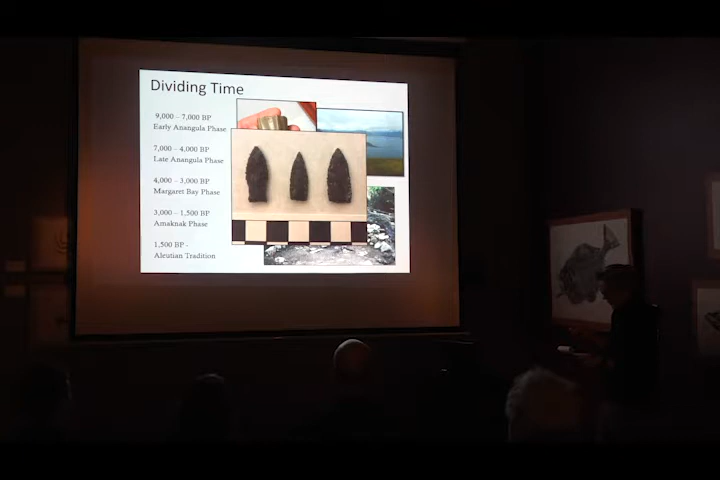 Dividing Time
9,000 – 7,000 BP
Early Anangula Phase
7,000 – 4,000 BP
Late Anangula Phase
4,000 – 3,000 BP
Margaret Bay Phase
3,000 – 1,500 BP
Amaknak Phase
1,500 BP -
Aleutian Tradition